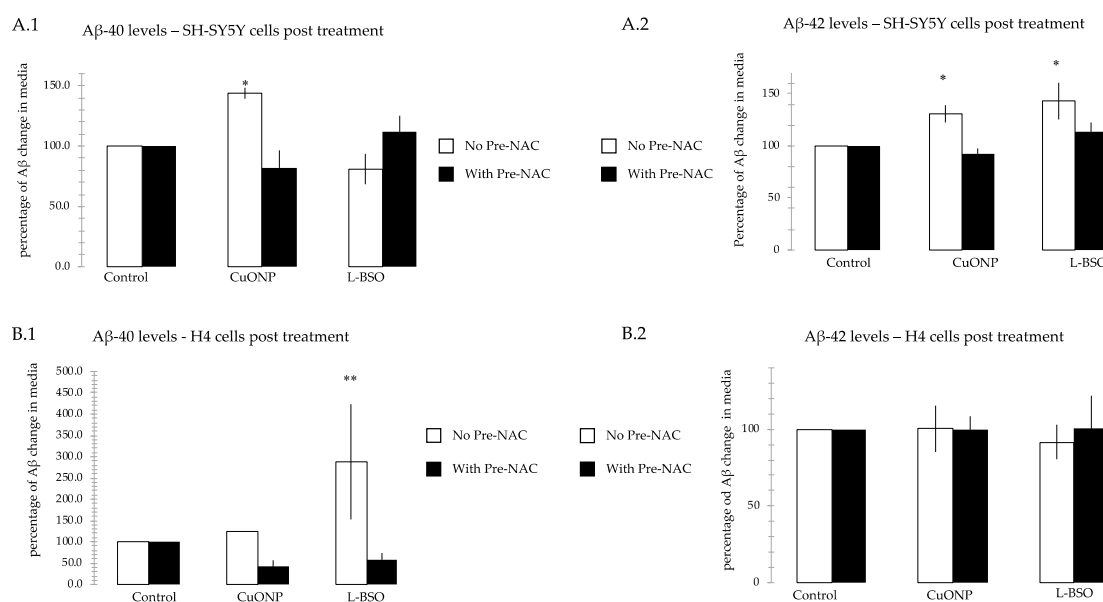 A.1
Aβ-40 levels – SH-SY5Y cells post treatment
percentage of Aβ change in media
150.0
100.0
50.0
0.0
*
Control
CuONP
L-BSO
No Pre-NAC
With Pre-NAC
A.2
Aβ-42 levels – SH-SY5Y cells post treatment
Percentage of Aβ change in media
150
100
50
0
*
*
Control
CuONP
L-BSO
No Pre-NAC
With Pre-NAC
B.1
Aβ-40 levels - H4 cells post treatment
percentage of Aβ change in media
500.0
450.0
400.0
350.0
300.0
250.0
200.0
150.0
100.0
50.0
0.0
**
Control
CuONP
L-BSO
No Pre-NAC
With Pre-NAC
B.2
Aβ-42 levels – H4 cells post treatment
percentage od Aβ change in media
100
50
0
Control
CuONP
L-BSO
No Pre-NAC
With Pre-NAC